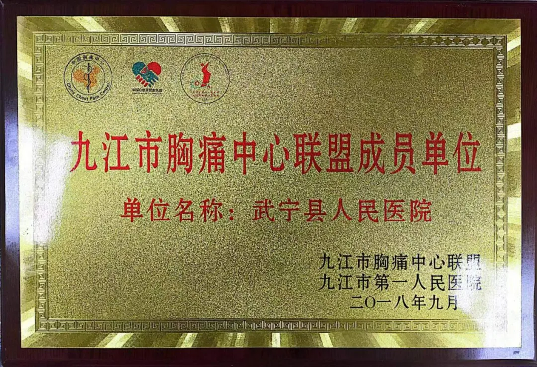 九江市胸痛中心联盟成员单位
单位名称：武宁县人民医院
九江市胸痛中心联盟
九江市第一人民医院
二〇一八年九月